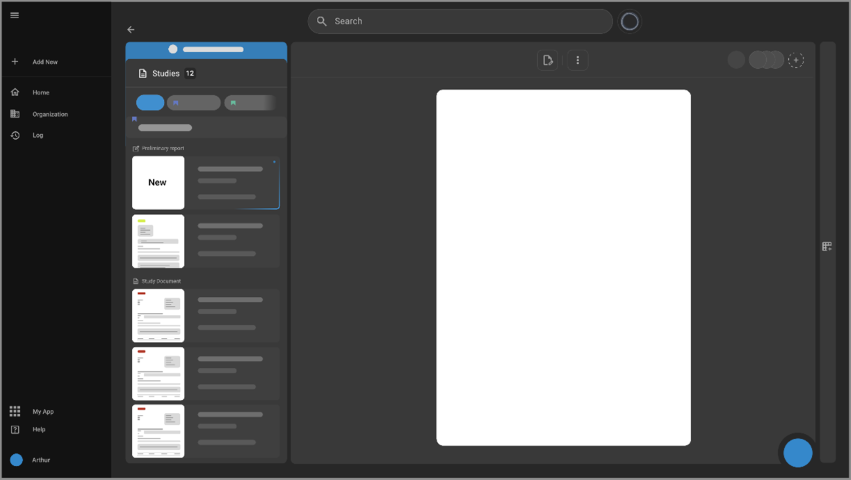 Search
Add New
Home
Organization
Log
Studies 12
Preliminary report
New
Study Document
My App
Help
Arthur